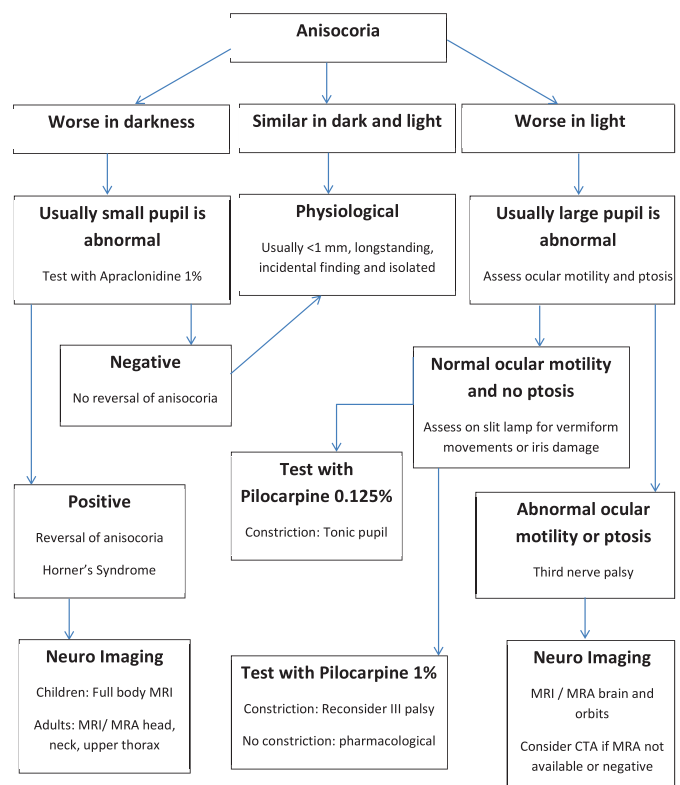 Anisocoria
Worse in darkness
Similar in dark and light
Worse in light
Usually small pupil is
abnormal
Test with Apraclonidine 1%
Physiological
Usually <1 mm, longstanding,
incidental finding and isolated
Usually large pupil is
abnormal
Assess ocular motility and ptosis
Negative
No reversal of anisocoria
Normal ocular motility
and no ptosis
Assess on slit lamp for vermiform
movements or iris damage
Test with
Pilocarpine 0.125%
Constriction: Tonic pupil
Positive
Reversal of anisocoria
Horner's Syndrome
Abnormal ocular
motility or ptosis
Third nerve palsy
Neuro Imaging
Children: Full body MRI
Adults: MRI/ MRA head,
neck, upper thorax
Test with Pilocarpine 1%
Constriction: Reconsider III palsy
No constriction: pharmacological
Neuro Imaging
MRI / MRA brain and
orbits
Consider CTA if MRA not
available or negative